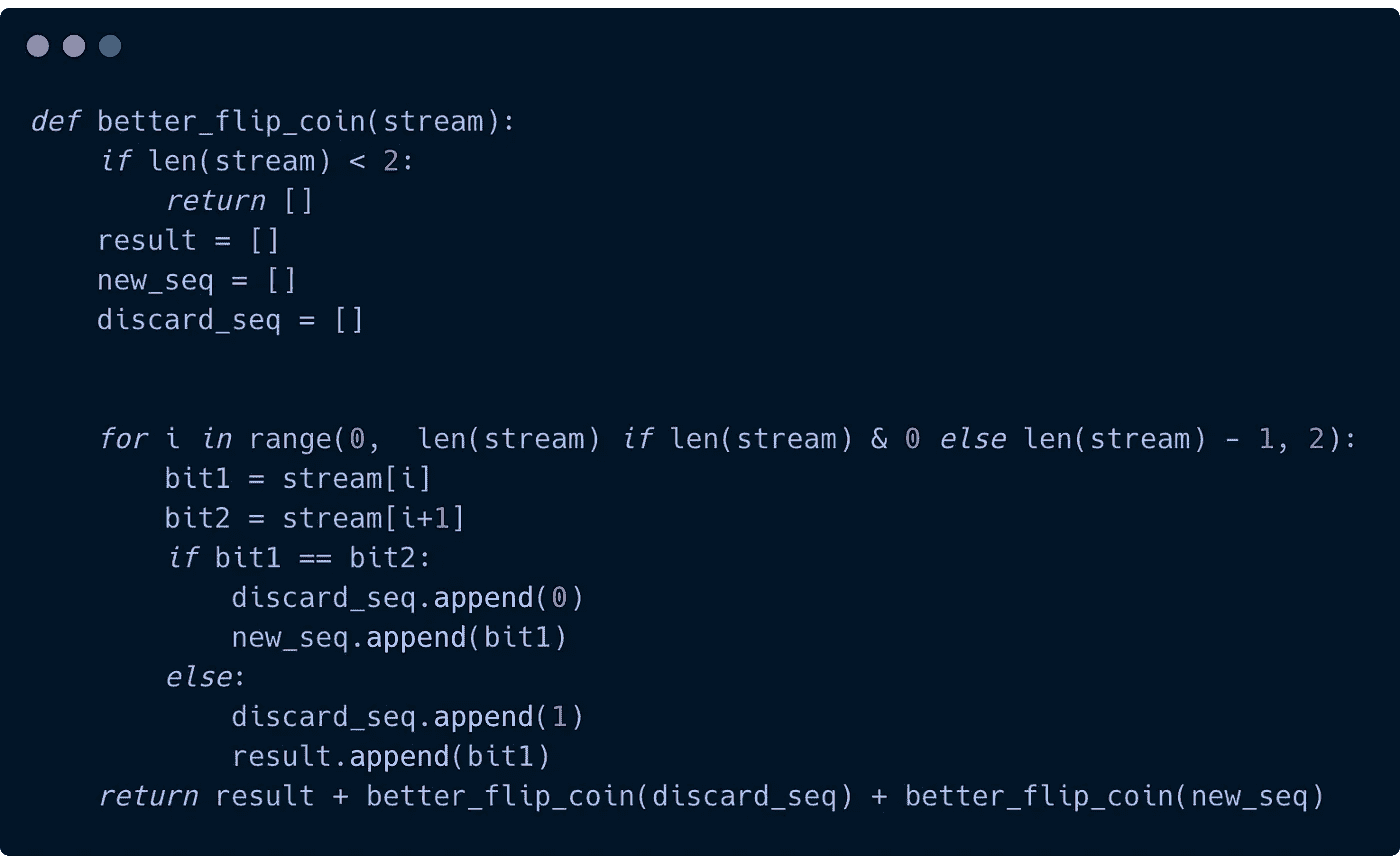 def better_flip_coin(stream):
    if len(stream) < 2:
        return []
    result = []
    new_seq = []
    discard_seq = []
    for i in range(0,  len(stream) if len(stream) & 0 else len(stream) - 1, 2):
        bit1 = stream[i]
        bit2 = stream[i+1]
        if bit1 == bit2:
            discard_seq.append(0)
            new_seq.append(bit1)
        else:
            discard_seq.append(1)
            result.append(bit1)
    return result + better_flip_coin(discard_seq) + better_flip_coin(new_seq)